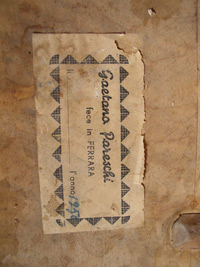 Gaetano Pareschi
fece in FERRARA
l'anno